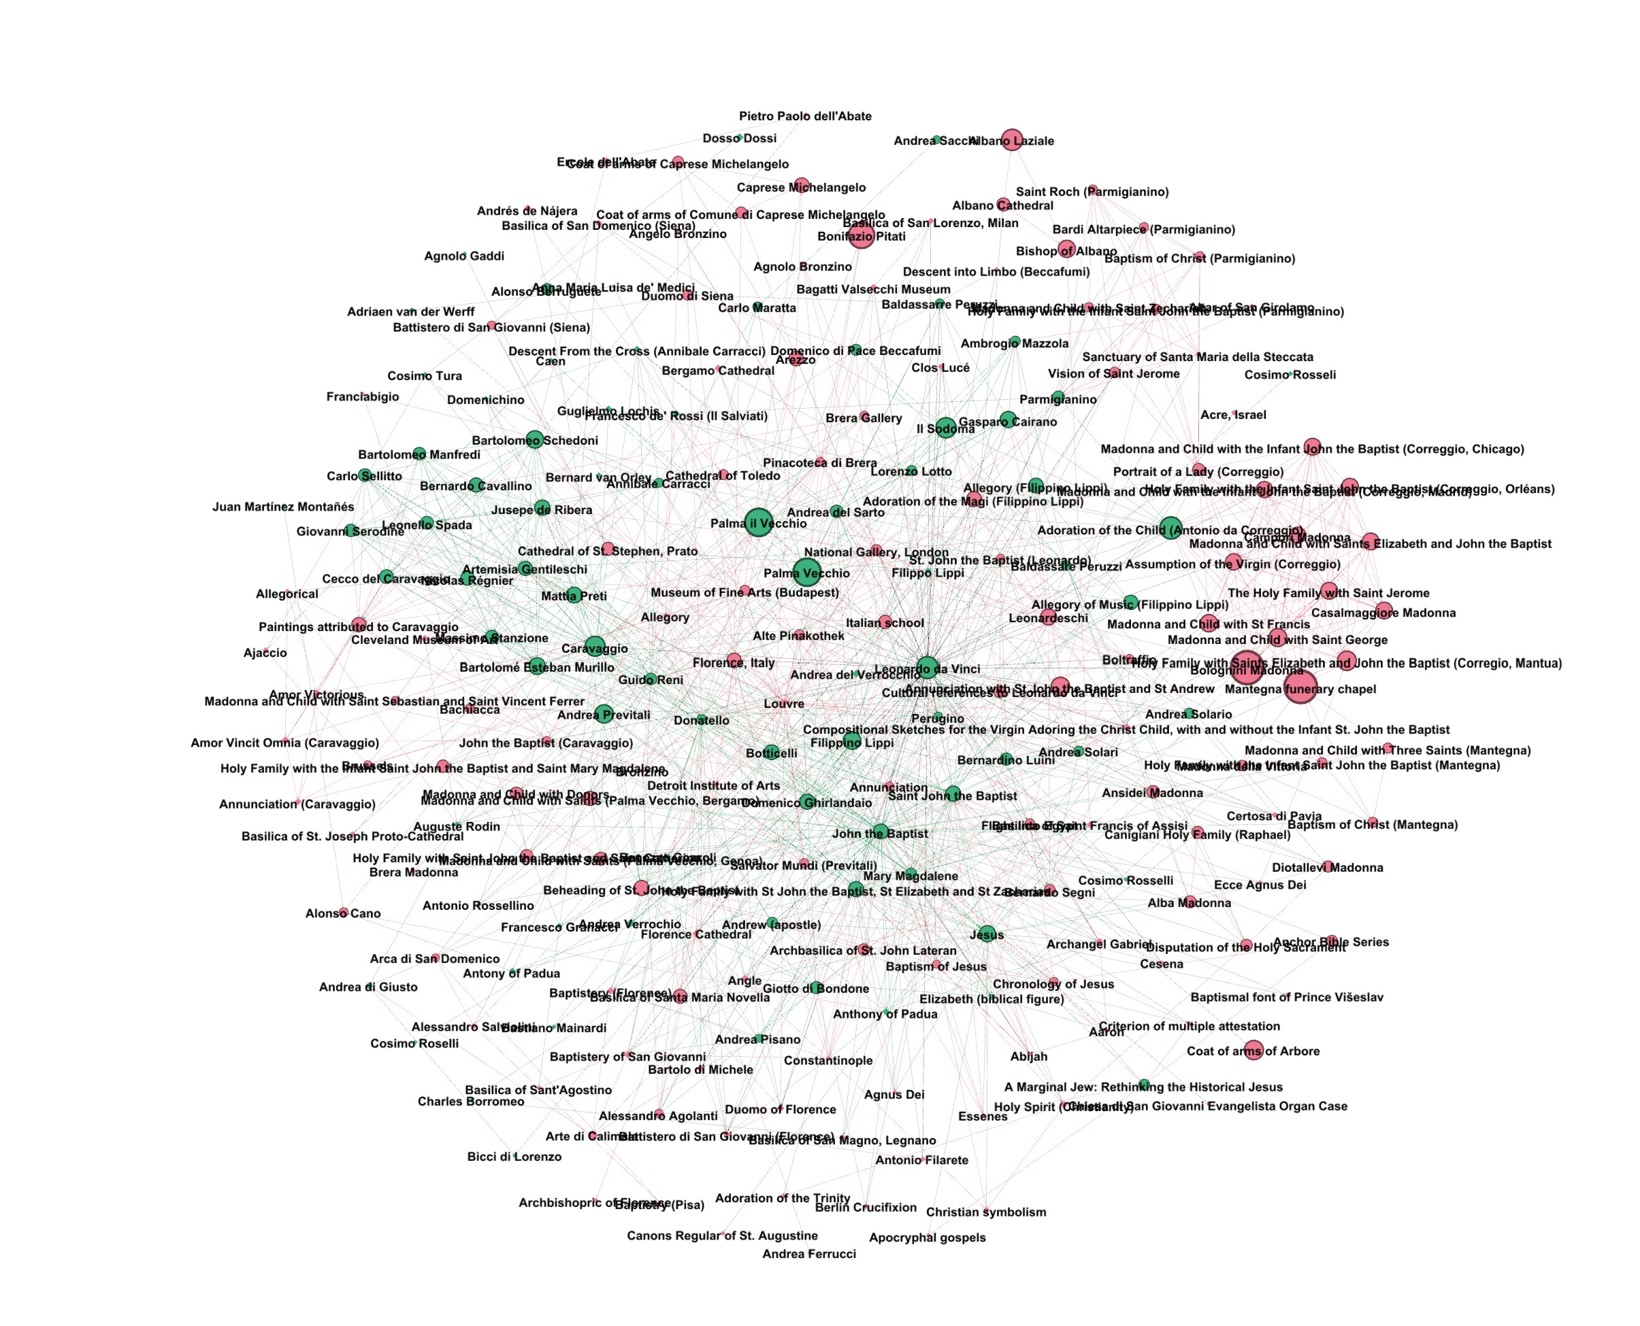 Pietro Paolo dell'Abate
Dosso Dossi
Andrea Sacchi
Albano Laziale
Ercole dell'Abate
Coat of arms of Caprese Michelangelo
Caprese Michelangelo
Saint Roch (Parmigianino)
Albano Cathedral
Andrés de Nájera
Coat of arms of Comune di Caprese Michelangelo
Basilica of San Domenico (Siena)
Basilica of San Lorenzo, Milan
Angelo Bronzino
Bonifazio Pitati
Bardi Altarpiece (Parmigianino)
Bishop of Albano
Agnolo Gaddi
Baptism of Christ (Parmigianino)
Agnolo Bronzino
Descent into Limbo (Beccafumi)
Anna Maria Luisa de' Medici
Alonso Berruguete
Duomo di Siena
Bagatti Valsecchi Museum
Carlo Maratta
Baldassarre Peruzzi
Madonna and Child with Saint Zechariah
Altar of San Girolamo
Holy Family with the Infant Saint John the Baptist (Parmigianino)
Adriaen van der Werff
Battistero di San Giovanni (Siena)
Ambrogio Mazzola
Descent From the Cross (Annibale Carracci)
Domenico di Pace Beccafumi
Caen
Arezzo
Sanctuary of Santa Maria della Steccata
Bergamo Cathedral
Clos Lucé
Vision of Saint Jerome
Cosimo Rosseli
Cosimo Tura
Franciabigio
Domenichino
Parmigianino
Guglielmo Lochis
Francesco de' Rossi (Il Salviati)
Brera Gallery
Gasparo Cairano
Il Sodoma
Acre, Israel
Bartolomeo Schedoni
Bartolomeo Manfredi
Madonna and Child with the Infant John the Baptist (Correggio, Chicago)
Pinacoteca di Brera
Lorenzo Lotto
Portrait of a Lady (Correggio)
Carlo Sellitto
Bernardo Cavallino
Bernard van Orley
Annibale Carracci
Cathedral of Toledo
Allegory (Filippino Lippi)
Holy Family with the Infant Saint John the Baptist (Correggio, Orléans)
Madonna and Child with the Infant John the Baptist (Correggio, Madrid)
Adoration of the Magi (Filippino Lippi)
Juan Martínez Montañés
Jusepe de Ribera
Andrea del Sarto
Leonello Spada
Palma il Vecchio
Giovanni Serodine
Adoration of the Child (Antonio da Correggio)
Campori Madonna
Madonna and Child with Saints Elizabeth and John the Baptist
Cathedral of St. Stephen, Prato
National Gallery, London
St. John the Baptist (Leonardo)
Baldassare Peruzzi
Assumption of the Virgin (Correggio)
Artemisia Gentileschi
Palma Vecchio
Filippo Lippi
Cecco del Caravaggio
Nicolas Régnier
Allegorical
Mattia Preti
Museum of Fine Arts (Budapest)
The Holy Family with Saint Jerome
Allegory of Music (Filippino Lippi)
Casalmaggiore Madonna
Allegory
Leonardeschi
Italian school
Madonna and Child with St Francis
Paintings attributed to Caravaggio
Cleveland Museum of Art
Massimo Stanzione
Alte Pinakothek
Madonna and Child with Saint George
Ajaccio
Caravaggio
Bartolomé Esteban Murillo
Florence, Italy
Leonardo da Vinci
Boltraffio
Holy Family with Saints Elizabeth and John the Baptist (Corregio, Mantua)
Bolognini Madonna
Guido Reni
Andrea del Verrocchio
Annunciation with St John the Baptist and St Andrew
Cultural references to Leonardo da Vinci
Mantegna funerary chapel
Amor Victorious
Madonna and Child with Saint Sebastian and Saint Vincent Ferrer
Bachiacca
Louvre
Andrea Previtali
Donatello
Perugino
Andrea Solario
Compositional Sketches for the Virgin Adoring the Christ Child, with and without the Infant St. John the Baptist
Amor Vincit Omnia (Caravaggio)
John the Baptist (Caravaggio)
Botticelli
Filippino Lippi
Bernardino Luini
Andrea Solari
Madonna and Child with Three Saints (Mantegna)
Brussels
Holy Family with the Infant Saint John the Baptist and Saint Mary Magdalene
Bronzino
Holy Family with the Infant Saint John the Baptist (Mantegna)
Madonna della Vittoria
Detroit Institute of Arts
Annunciation
Saint John the Baptist
Ansidei Madonna
Annunciation (Caravaggio)
Madonna and Child with Donors
Madonna and Child with Saints (Palma Vecchio, Bergamo)
Domenico Ghirlandaio
Certosa di Pavia
Auguste Rodin
Basilica of St. Joseph Proto-Cathedral
John the Baptist
Flight into Egypt
Basilica of Saint Francis of Assisi
Canigiani Holy Family (Raphael)
Baptism of Christ (Mantegna)
Holy Family with Saint John the Baptist and Saint Catherine
Benozzo Gozzoli
Madonna and Child with Saints (Palma Vecchio, Genoa)
Brera Madonna
Salvator Mundi (Previtali)
Mary Magdalene
Diotallevi Madonna
Cosimo Rosselli
Ecce Agnus Dei
Beheading of St. John the Baptist
Holy Family with St John the Baptist, St Elizabeth and St Zacharias
Bernardo Segni
Alba Madonna
Alonso Cano
Antonio Rossellino
Francesco Granacci
Andrea Verrochio
Andrew (apostle)
Florence Cathedral
Jesus
Archbasilica of St. John Lateran
Archangel Gabriel
Disputation of the Holy Sacrament
Anchor Bible Series
Arca di San Domenico
Antony of Padua
Baptism of Jesus
Cesena
Andrea di Giusto
Angle
Giotto di Bondone
Chronology of Jesus
Baptistery (Florence)
Basilica of Santa Maria Novella
Elizabeth (biblical figure)
Baptismal font of Prince Višeslav
Anthony of Padua
Alessandro Salviolini
Bastiano Mainardi
Criterion of multiple attestation
Aaron
Cosimo Roselli
Andrea Pisano
Coat of arms of Arbore
Baptistery of San Giovanni
Constantinople
Abijah
Bartolo di Michele
Basilica of Sant'Agostino
A Marginal Jew: Rethinking the Historical Jesus
Charles Borromeo
Agnus Dei
Holy Spirit (Christianity)
Chiesa di San Giovanni Evangelista Organ Case
Alessandro Agolanti
Duomo of Florence
Essenes
Arte di Calimala
Battistero di San Giovanni (Florence)
Basilica of San Magno, Legnano
Bicci di Lorenzo
Antonio Filarete
Archbishopric of Florence
Baptistry (Pisa)
Adoration of the Trinity
Berlin Crucifixion
Christian symbolism
Canons Regular of St. Augustine
Apocryphal gospels
Andrea Ferrucci